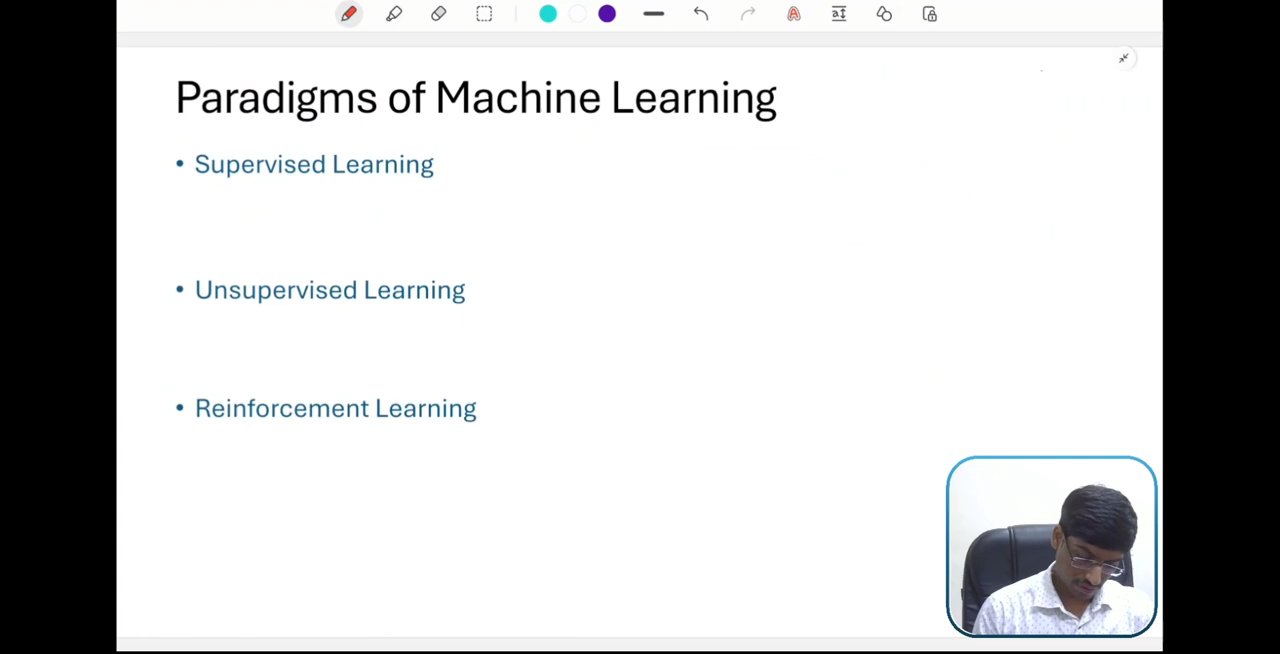 Paradigms of Machine Learning
• Supervised Learning
• Unsupervised Learning
• Reinforcement Learning